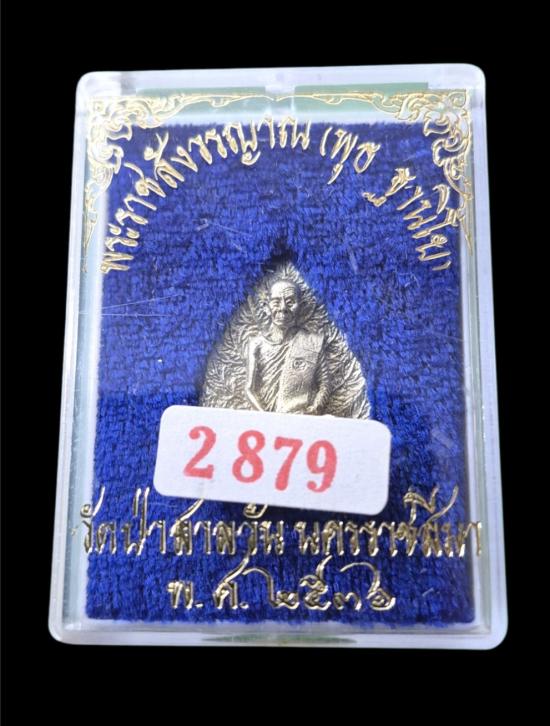 พระราชสังวรญาณ (พุธ ฐานิโย)
2 879
วัดป่าสาลวัน นครราชสีมา
พ.ศ. ๒๕๓๖